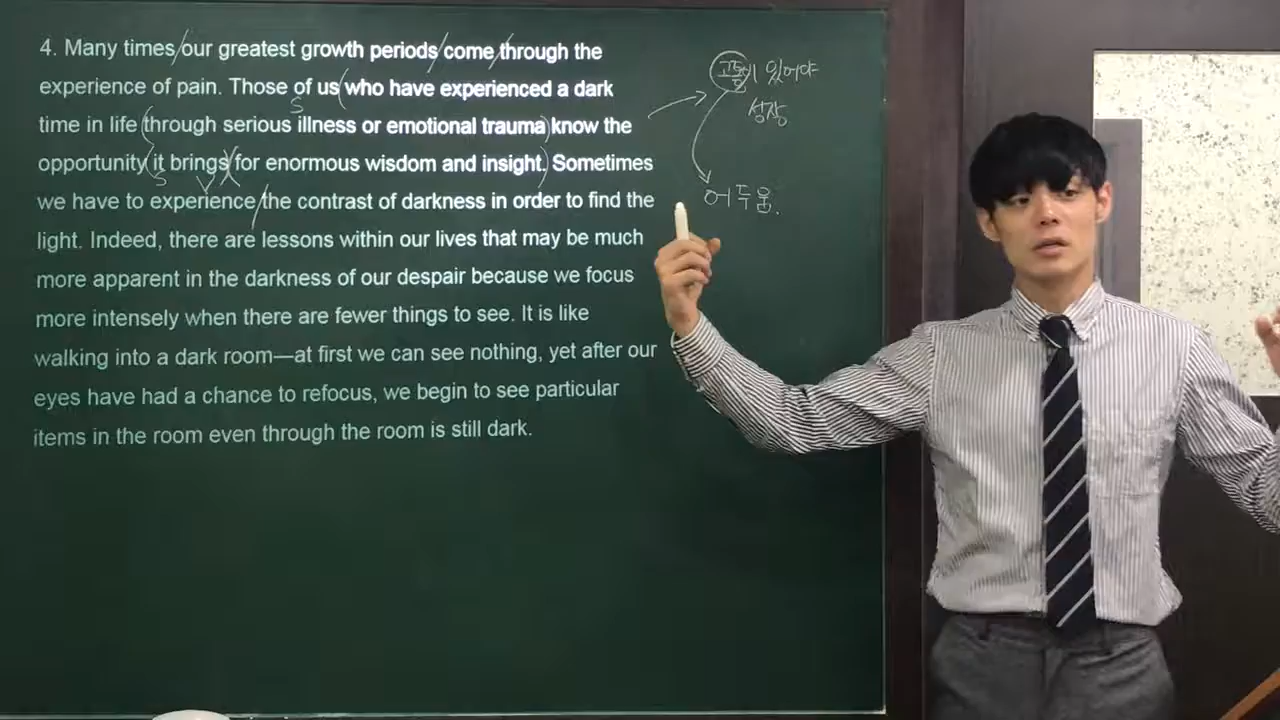 4. Many times our greatest growth periods come through the
experience of pain. Those of us who have experienced a dark
time in life through serious illness or emotional trauma know the
opportunity it brings for enormous wisdom and insight. Sometimes
we have to experience the contrast of darkness in order to find the
light. Indeed, there are lessons within our lives that may be much
more apparent in the darkness of our despair because we focus
more intensely when there are fewer things to see. It is like
walking into a dark room—at first we can see nothing, yet after our
eyes have had a chance to refocus, we begin to see particular
items in the room even through the room is still dark.
S
S V
고통이 있어야
성장
어두움.